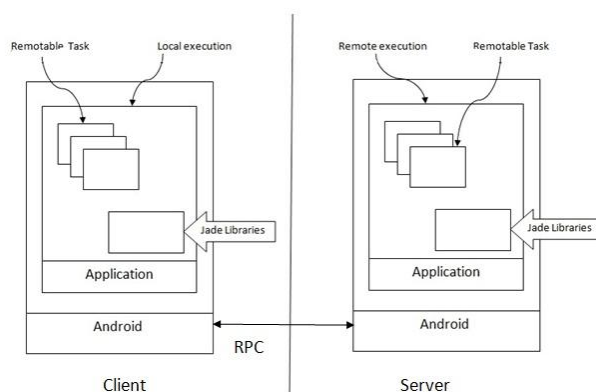 Remotable Task
Local execution
Remote execution
Remotable Task
Jade Libraries
Jade Libraries
Application
Application
Android
Android
RPC
Client
Server